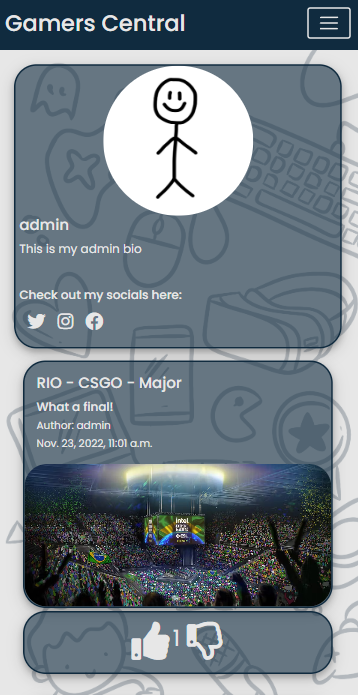 Gamers Central
admin
This is my admin bio
Check out my socials here:
RIO - CSGO - Major
What a final!
Author: admin
Nov. 23, 2022, 11:01 a.m.
intel
1